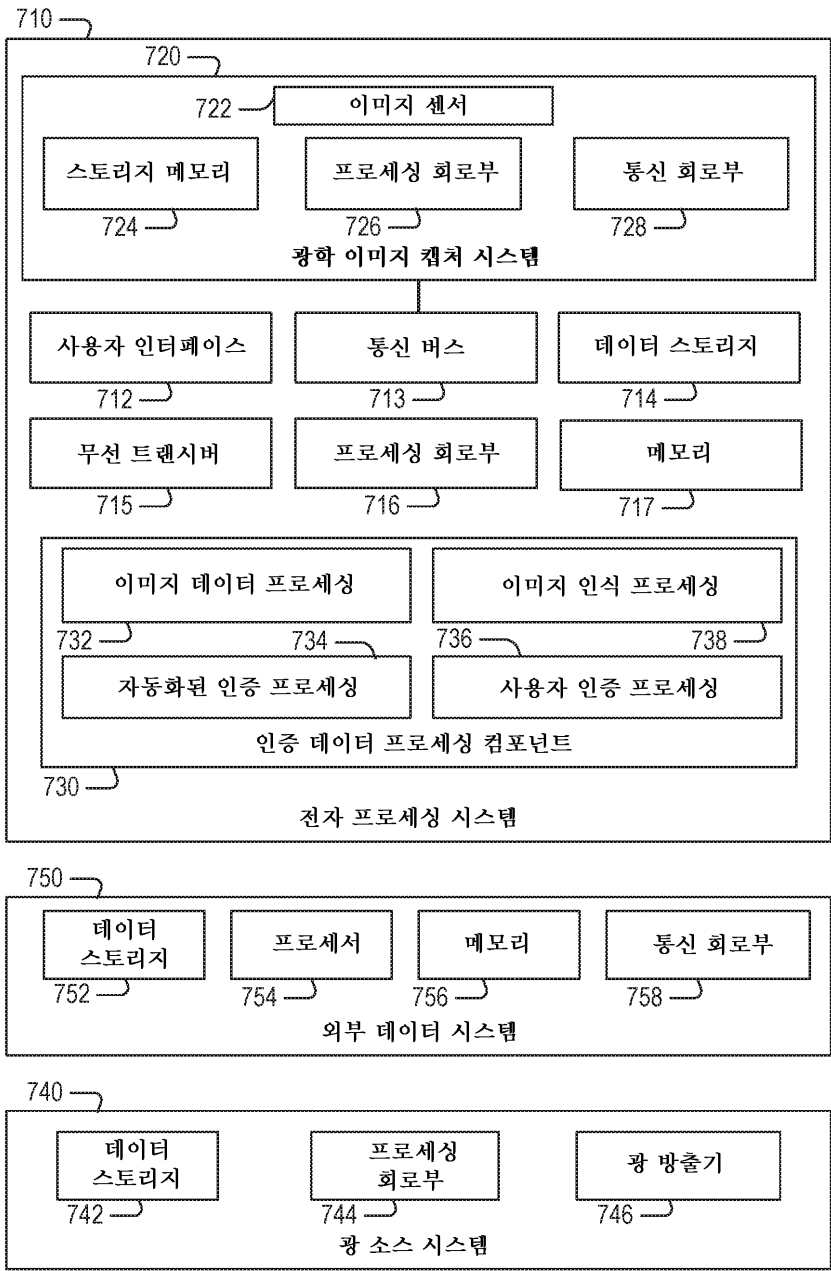 710
720
722
이미지 센서
스토리지 메모리
프로세싱 회로부
통신 회로부
724
726
728
광학 이미지 캡처 시스템
사용자 인터페이스
통신 버스
데이터 스토리지
712
713
714
무선 트랜시버
프로세싱 회로부
메모리
715
716
717
이미지 데이터 프로세싱
이미지 인식 프로세싱
732
734
736
738
자동화된 인증 프로세싱
사용자 인증 프로세싱
인증 데이터 프로세싱 컴포넌트
730
전자 프로세싱 시스템
750
데이터
스토리지
프로세서
메모리
통신 회로부
752
754
756
758
외부 데이터 시스템
740
데이터
스토리지
프로세싱
회로부
광 방출기
742
744
746
광 소스 시스템